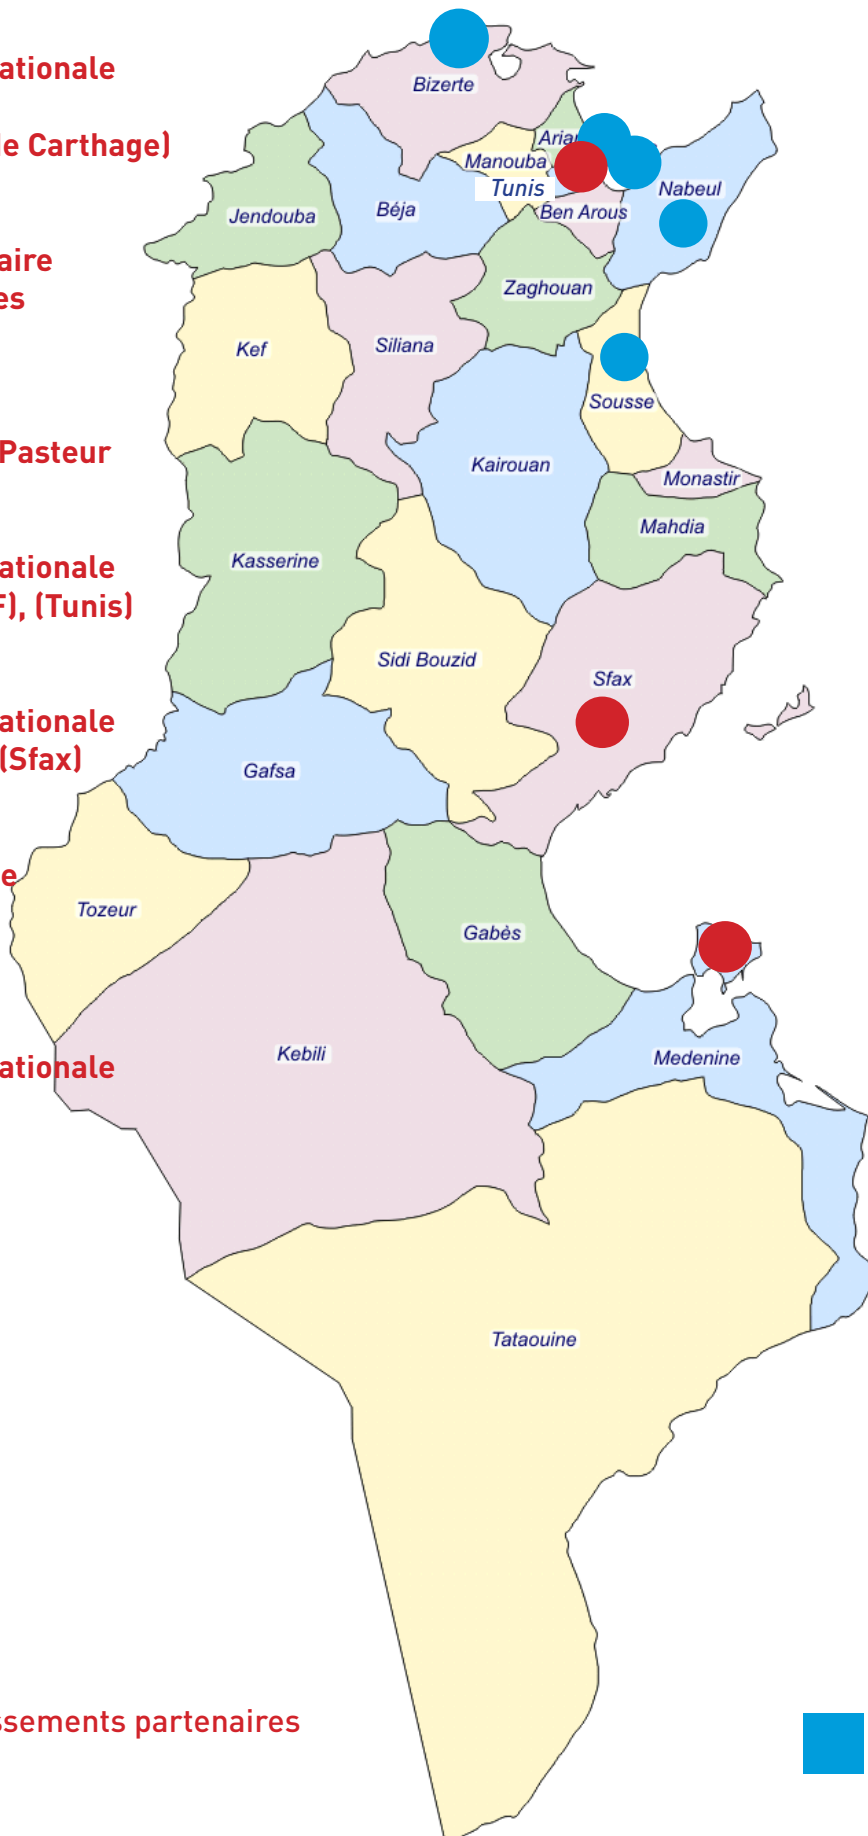 ationale
Bizerte
Manouba
de Carthage)
Tunis
Nabeul
Béja
Ben Arous
Jendouba
aire
Zaghouan
es
Siliana
Kef
Sousse
Pasteur
Kairouan
Monastir
Mahdia
Kasserine
ationale
F), (Tunis)
Sidi Bouzid
Sfax
ationale
(Sfax)
Gafsa
e
Tozeur
Gabès
Kebili
Medenine
ationale
Tataouine
ssements partenaires